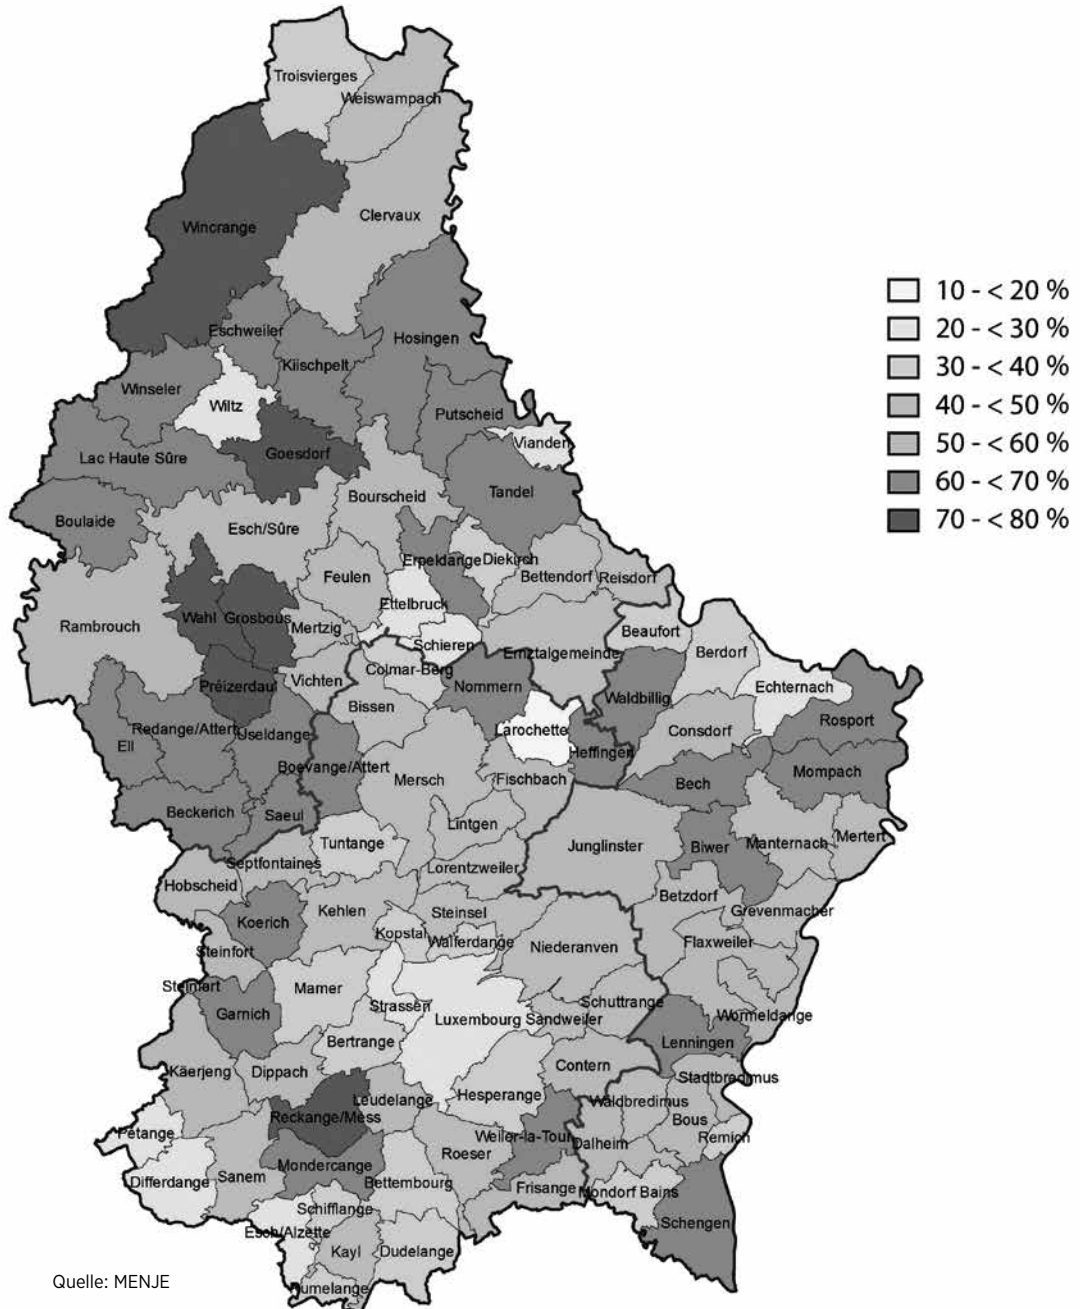 Troisvierges
Weiswampach
Clervaux
Wincrange
10 - < 20 %
20 - < 30 %
30 - < 40 %
40 - < 50 %
50 - < 60 %
60 - < 70 %
70 - < 80 %
Eschweiler
Hosingen
Kiischpelt
Winseler
Wiltz
Putscheid
Vianden
Goesdorf
Lac Haute Sûre
Tandel
Bourscheid
Boulaide
Esch/Sûre
Erpeldange
Diekirch
Feulen
Bettendorf
Reisdorf
Ettelbruck
Wahl
Grosbous
Mertzig
Rambrouch
Beaufort
Schieren
Ernztalgemeinde
Berdorf
Colmar-Berg
Vichten
Préizerdaul
Nommern
Echternach
Waldbillig
Bissen
Rosport
Redange/Attert
Useldange
Larochette
Consdorf
Ell
Heffingen
Boevange/Attert
Mersch
Fischbach
Mompach
Bech
Beckerich
Saeul
Lintgen
Tuntange
Junglinster
Biwer
Manternach
Mertert
Septfontaines
Lorentzweiler
Hobscheid
Betzdorf
Kehlen
Steinsel
Grevenmacher
Koerich
Kopstal
Walferdange
Niederanven
Flaxweiler
Steinfort
Steinfort
Mamer
Strassen
Schuttrange
Garnich
Luxembourg
Sandweiler
Wormeldange
Bertrange
Lenningen
Contern
Käerjeng
Dippach
Stadtbredimus
Leudelange
Hesperange
Waldbredimus
Reckange/Mess
Bous
Pétange
Weiler-la-Tour
Dalheim
Remich
Roeser
Mondercange
Differdange
Sanem
Bettembourg
Frisange
Mondorf Bains
Schifflange
Schengen
Esch/Alzette
Kayl
Dudelange
Quelle: MENJE